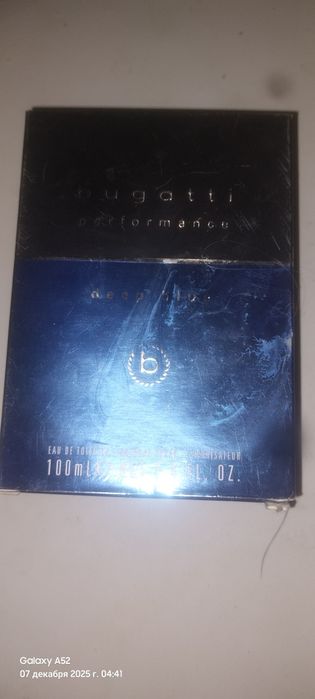 bugatti
performance
deep blue
b
EAU DE TOILETTE
100ml
FL. OZ.
Galaxy A52
07 декабря 2025 г. 04:41